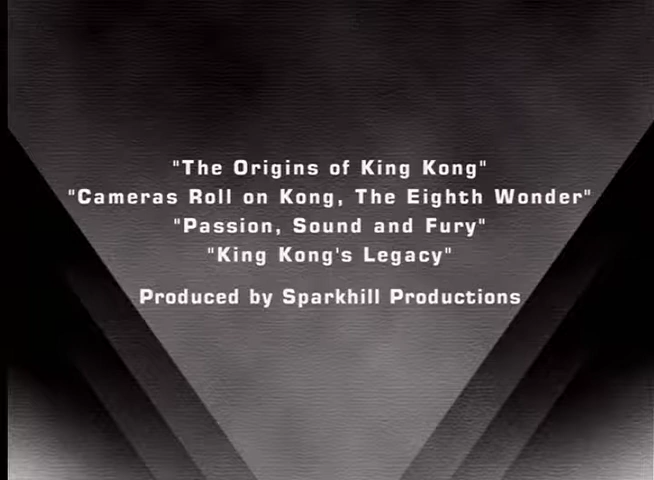 "The Origins of King Kong"
"Cameras Roll on Kong, The Eighth Wonder"
"Passion, Sound and Fury"
"King Kong's Legacy"
Produced by Sparkhill Productions